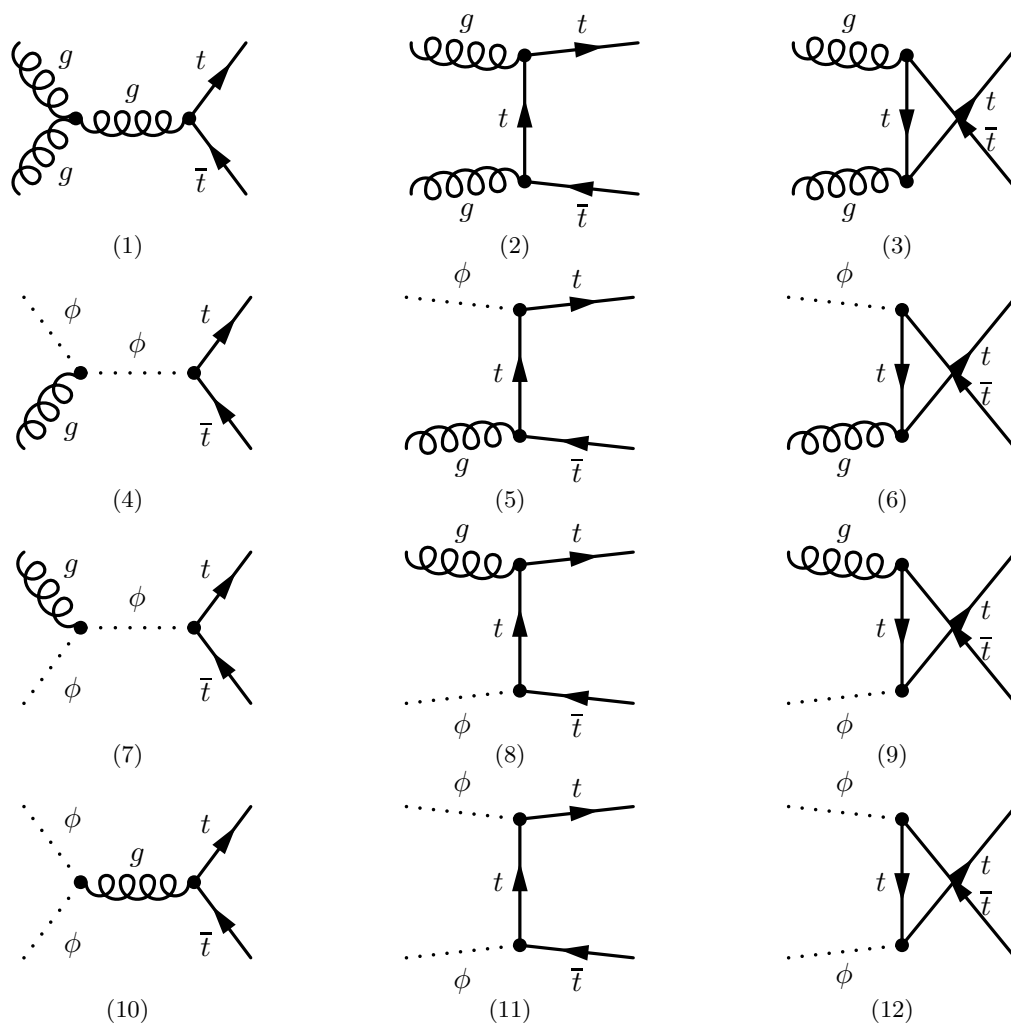 g g t
g t g t
g t t̅
g t̅ g t̅ g
(1) (2) (3)
ϕ ϕ t ϕ t ϕ
t t t
g t̅ g t̅ g t̅
(4) (5) (6)
g ϕ t g t g
t t t
ϕ t̅ ϕ t̅ ϕ t̅
(7) (8) (9)
ϕ g t ϕ t ϕ
t t t
ϕ t̅ ϕ t̅ ϕ t̅
(10) (11) (12)